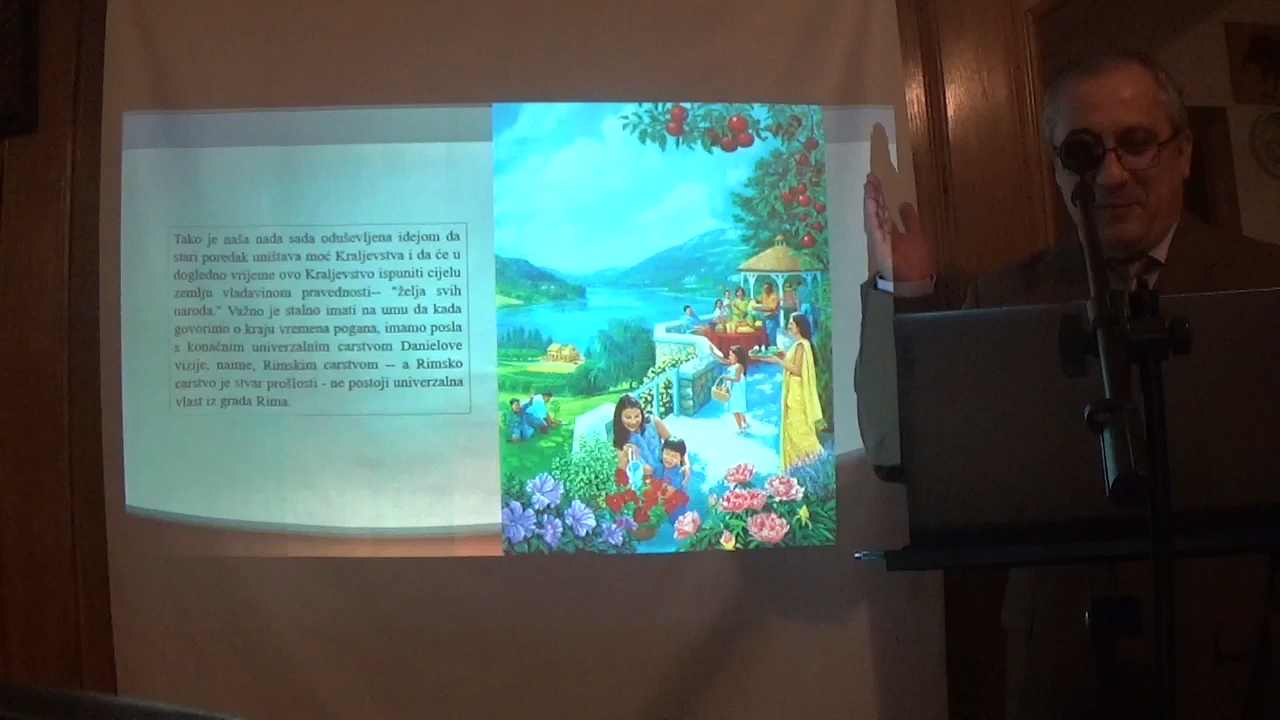 Tako je naša nada sada oduševljena idejom da
stari poredak uništava moć Kraljevstva i da će u
dogledno vrijeme ovo Kraljevstvo ispuniti cijelu
zemlju vladavinom pravednosti-- "želja svih
naroda." Važno je stalno imati na umu da kada
govorimo o kraju vremena pogana, imamo posla
s konačnim univerzalnim carstvom Danielove
vizije, naime, Rimskim carstvom -- a Rimsko
carstvo je stvar prošlosti - ne postoji univerzalna
vlast iz grada Rima.